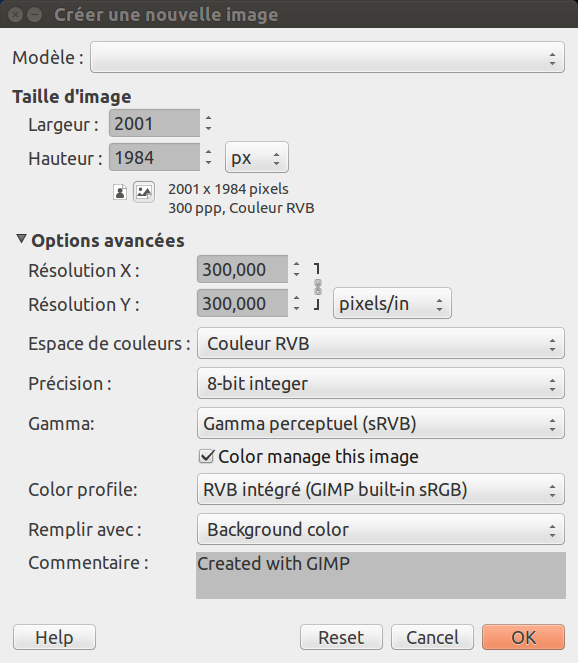 Créer une nouvelle image
Modèle :
Taille d'image
Largeur : 2001
Hauteur : 1984 px
2001 x 1984 pixels
300 ppp, Couleur RVB
Options avancées
Résolution X : 300,000
Résolution Y : 300,000 pixels/in
Espace de couleurs : Couleur RVB
Précision : 8-bit integer
Gamma: Gamma perceptuel (sRVB)
Color manage this image
Color profile: RVB intégré (GIMP built-in sRGB)
Remplir avec : Background color
Commentaire : Created with GIMP
Help Reset Cancel OK